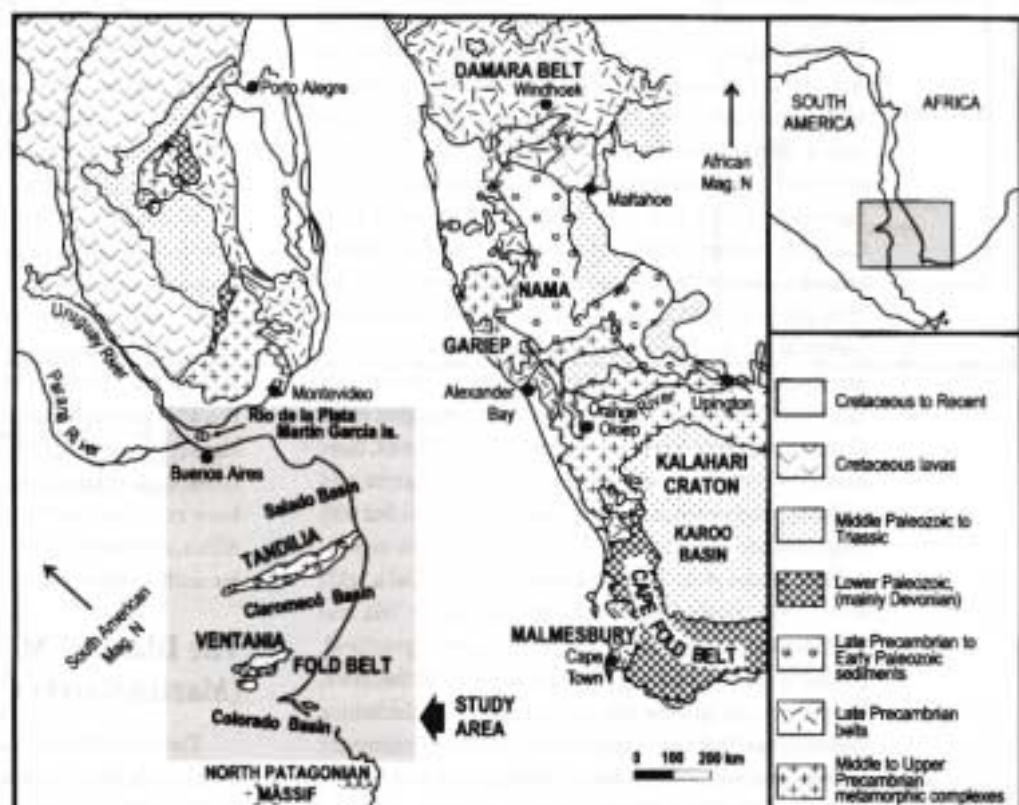 Porto Alegre
Uruguay River
Paraná River
Montevideo
Río de la Plata
Martín García Is.
Buenos Aires
Salado Basin
TANDILIA
Claromecó Basin
VENTANIA
FOLD BELT
Colorado Basin
NORTH PATAGONIAN
MASSIF
South American
Mag. N
STUDY
AREA
DAMARA BELT
Windhoek
African
Mag. N
Maltahoe
NAMA
GARIEP
Alexander
Bay
Orange
River
Upington
Okiep
KALAHARI
CRATON
KAROO
BASIN
CAPE FOLD BELT
MALMESBURY
Cape
Town
0 100 200 km
SOUTH
AMERICA
AFRICA
Cretaceous to Recent
Cretaceous lavas
Middle Paleozoic to
Triassic
Lower Paleozoic
(mainly Devonian)
Late Precambrian to
Early Paleozoic
sediments
Late Precambrian
belts
Middle to Upper
Precambrian
metamorphic complexes